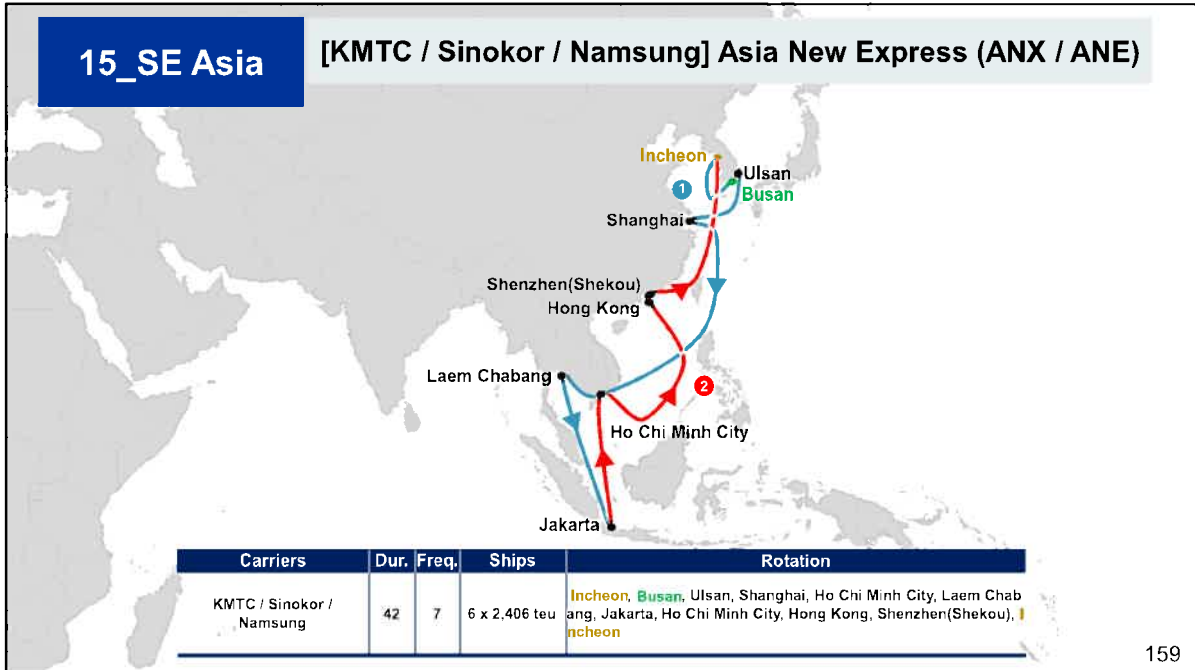 15_SE Asia
[KMTC / Sinokor / Namsung] Asia New Express (ANX / ANE)
Incheon
Ulsan
1
Busan
Shanghai
Shenzhen(Shekou)
Hong Kong
Laem Chabang
2
Ho Chi Minh City
Jakarta
Carriers Dur. Freq. Ships Rotation
KMTC / Sinokor /
Namsung
42 7 6 x 2,406 teu
Incheon, Busan, Ulsan, Shanghai, Ho Chi Minh City, Laem Chab
ang, Jakarta, Ho Chi Minh City, Hong Kong, Shenzhen(Shekou), I
ncheon
159